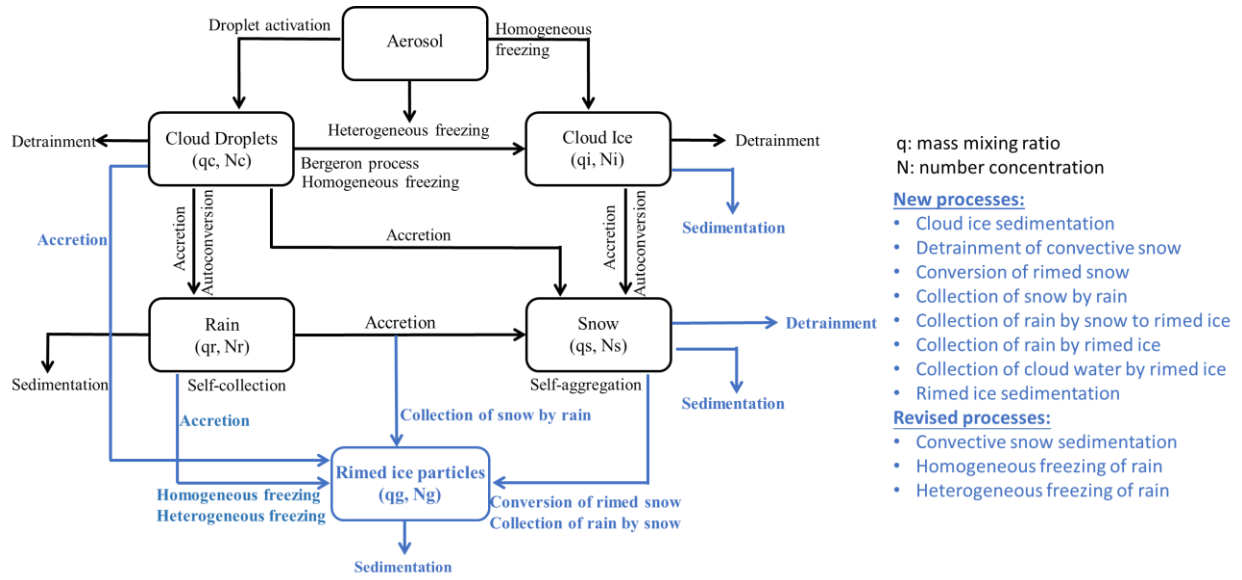 Droplet activation
Aerosol
Homogeneous
freezing
Detrainment
Cloud Droplets
(qc, Nc)
Heterogeneous freezing
Bergeron process
Homogeneous freezing
Cloud Ice
(qi, Ni)
Detrainment
Sedimentation
Accretion
Accretion
Autoconversion
Accretion
Accretion
Autoconversion
Rain
(qr, Nr)
Accretion
Snow
(qs, Ns)
Detrainment
Sedimentation
Self-collection
Self-aggregation
Sedimentation
Accretion
Collection of snow by rain
Rimed ice particles
(qg, Ng)
Homogeneous freezing
Heterogeneous freezing
Conversion of rimed snow
Collection of rain by snow
Sedimentation
q: mass mixing ratio
N: number concentration
New processes:
• Cloud ice sedimentation
• Detrainment of convective snow
• Conversion of rimed snow
• Collection of snow by rain
• Collection of rain by snow to rimed ice
• Collection of rain by rimed ice
• Collection of cloud water by rimed ice
• Rimed ice sedimentation
Revised processes:
• Convective snow sedimentation
• Homogeneous freezing of rain
• Heterogeneous freezing of rain